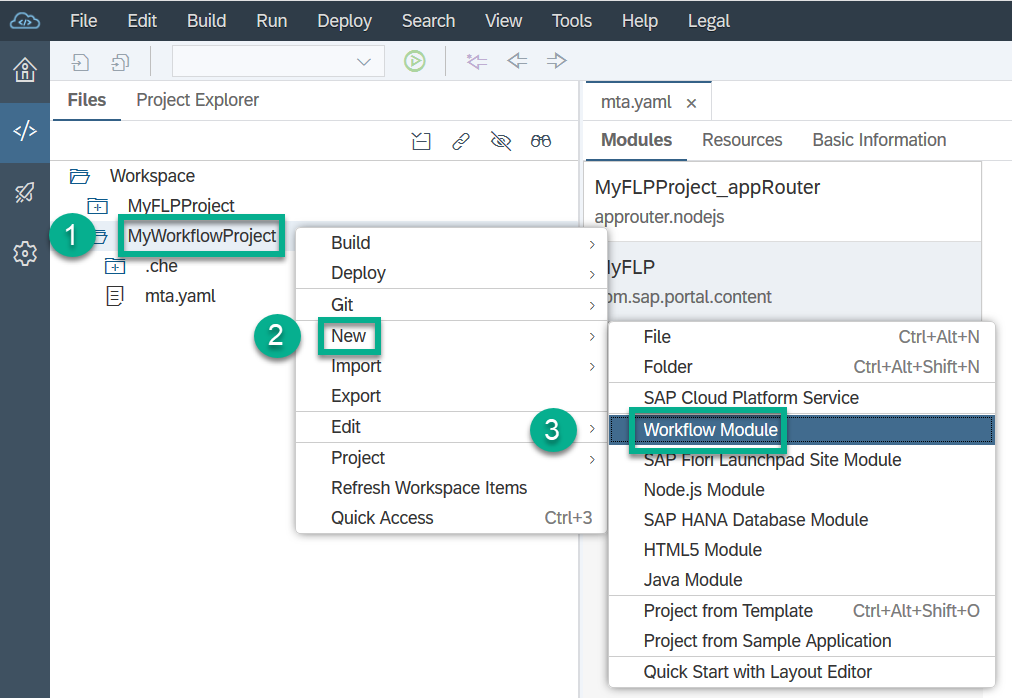 File Edit Build Run Deploy Search View Tools Help Legal
Files Project Explorer
mta.yaml ×
Modules Resources Basic Information
Workspace
MyFLPProject
1 MyWorkflowProject
.che
mta.yaml
MyFLPProject_appRouter
approuter.nodejs
yFLP
om.sap.portal.content
Build
Deploy
Git
2 New
Import
Export
Edit
Project
Refresh Workspace Items
Quick Access Ctrl+3
File Ctrl+Alt+N
Folder Ctrl+Alt+Shift+N
SAP Cloud Platform Service
3 Workflow Module
SAP Fiori Launchpad Site Module
Node.js Module
SAP HANA Database Module
HTML5 Module
Java Module
Project from Template Ctrl+Alt+Shift+O
Project from Sample Application
Quick Start with Layout Editor